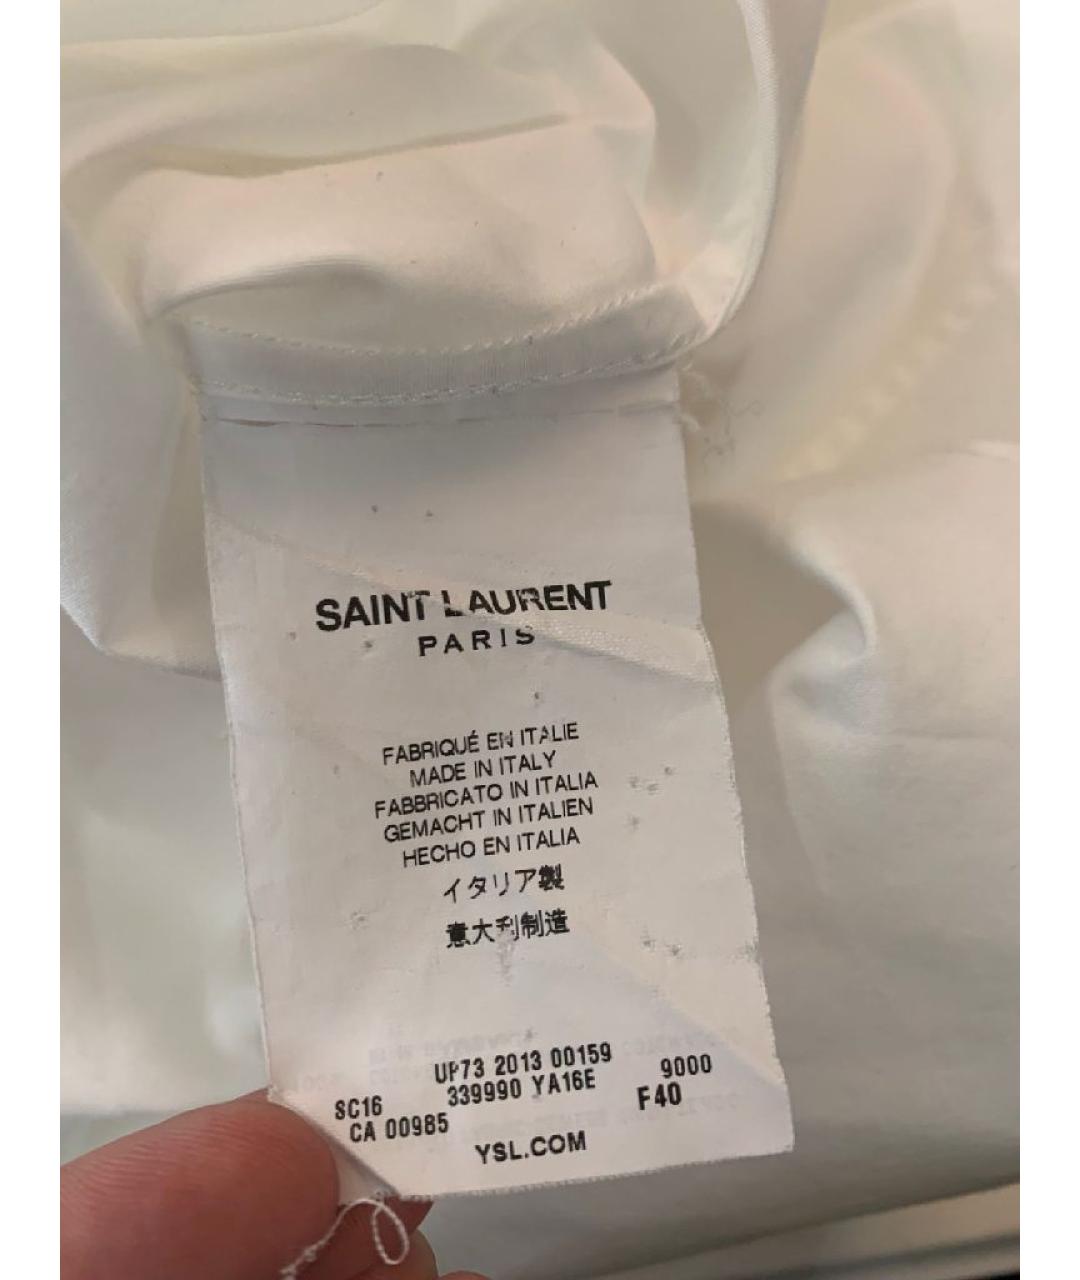 SAINT LAURENT
PARIS
FABRIQUÉ EN ITALIE
MADE IN ITALY
FABBRICATO IN ITALIA
GEMACHT IN ITALIEN
HECHO EN ITALIA
イタリア製
意大利制造
UP73 2013 00159
SC16 339990 YA16E 9000
CA 00985 F40
YSL.COM